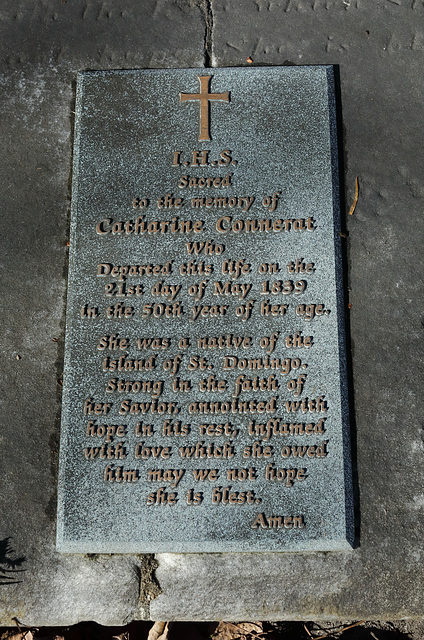 I.H.S.
Sacred
to the memory of
Catharine Connerat
Who
Departed this life on the
21st day of May 1839
in the 50th year of her age.
She was a native of the
Island of St. Domingo.
Strong in the faith of
her Savior, annointed with
hope in his rest, inflamed
with love which she owed
him may we not hope
she is blest.
Amen